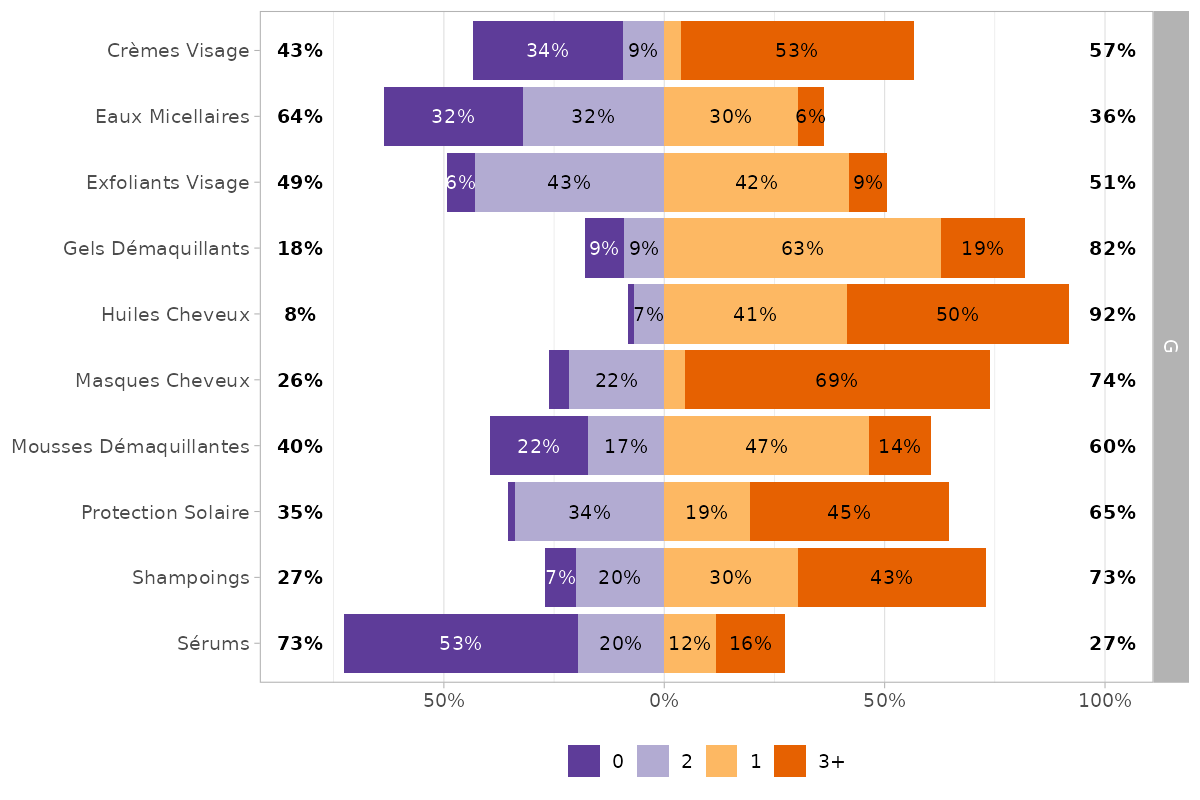 Crèmes Visage 43% 34% 9% 53% 57%
Eaux Micellaires 64% 32% 32% 30% 6% 36%
Exfoliants Visage 49% 6% 43% 42% 9% 51%
Gels Démaquillants 18% 9% 9% 63% 19% 82%
Huiles Cheveux 8% 7% 41% 50% 92%
Masques Cheveux 26% 22% 69% 74%
Mousses Démaquillantes 40% 22% 17% 47% 14% 60%
Protection Solaire 35% 34% 19% 45% 65%
Shampoings 27% 7% 20% 30% 43% 73%
Sérums 73% 53% 20% 12% 16% 27%
G
50% 0% 50% 100%
0 2 1 3+